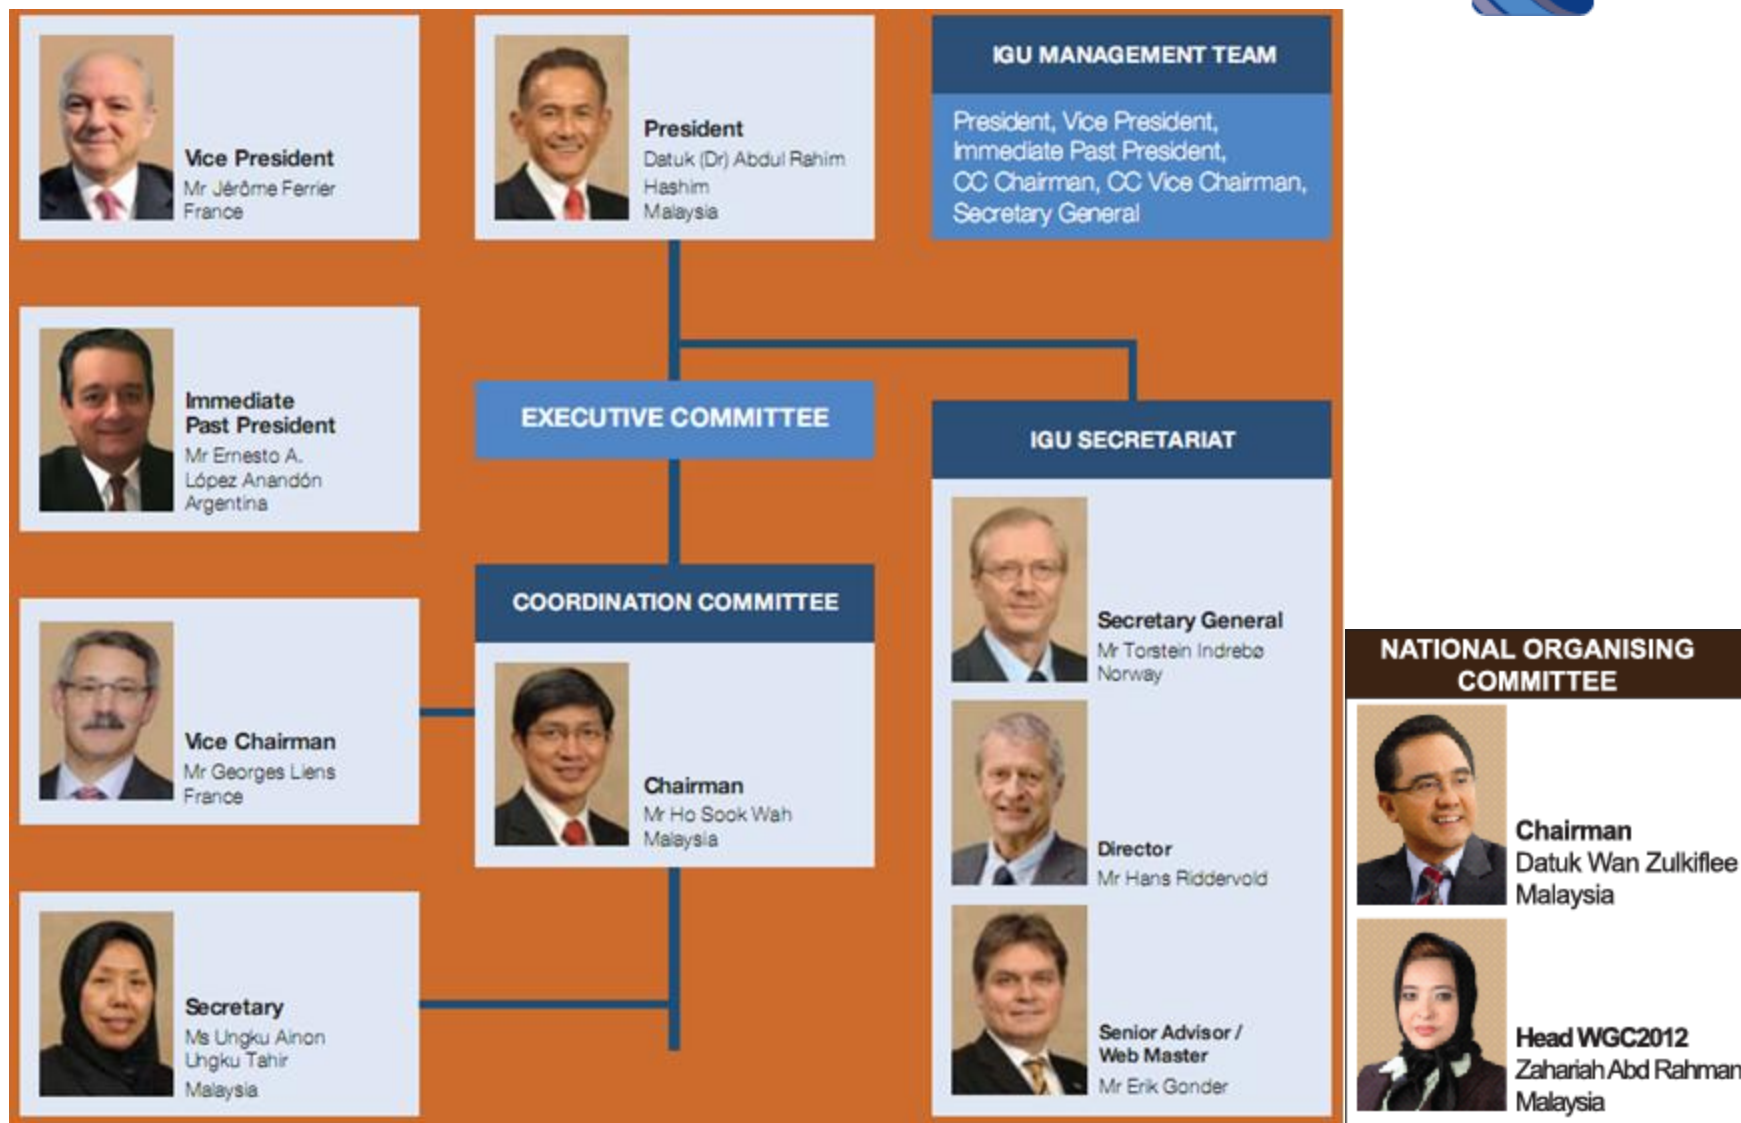 Vice President
Mr Jérôme Ferrier
France
President
Datuk (Dr) Abdul Rahim
Hashim
Malaysia
IGU MANAGEMENT TEAM
President, Vice President,
Immediate Past President,
CC Chairman, CC Vice Chairman,
Secretary General
Immediate
Past President
Mr Ernesto A.
López Anandón
Argentina
EXECUTIVE COMMITTEE
IGU SECRETARIAT
COORDINATION COMMITTEE
Vice Chairman
Mr Georges Liens
France
Chairman
Mr Ho Sook Wah
Malaysia
Secretary General
Mr Torstein Indrebø
Norway
Director
Mr Hans Riddervold
Senior Advisor /
Web Master
Mr Erik Gonder
Secretary
Ms Ungku Ainon
Ungku Tahir
Malaysia
NATIONAL ORGANISING
COMMITTEE
Chairman
Datuk Wan Zulkiflee
Malaysia
Head WGC2012
Zahariah Abd Rahman
Malaysia